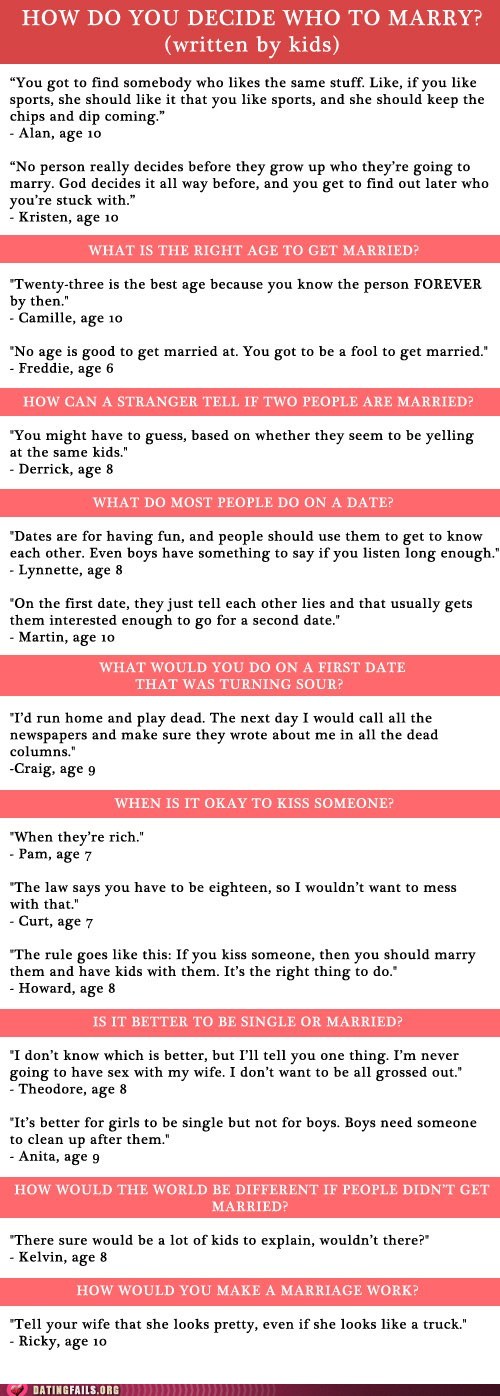 HOW DO YOU DECIDE WHO TO MARRY?
(written by kids)
“You got to find somebody who likes the same stuff. Like, if you like
sports, she should like it that you like sports, and she should keep the
chips and dip coming.”
- Alan, age 10
“No person really decides before they grow up who they’re going to
marry. God decides it all way before, and you get to find out later who
you’re stuck with.”
- Kristen, age 10
WHAT IS THE RIGHT AGE TO GET MARRIED?
"Twenty-three is the best age because you know the person FOREVER
by then."
- Camille, age 10
"No age is good to get married at. You got to be a fool to get married."
- Freddie, age 6
HOW CAN A STRANGER TELL IF TWO PEOPLE ARE MARRIED?
"You might have to guess, based on whether they seem to be yelling
at the same kids."
- Derrick, age 8
WHAT DO MOST PEOPLE DO ON A DATE?
"Dates are for having fun, and people should use them to get to know
each other. Even boys have something to say if you listen long enough."
- Lynnette, age 8
"On the first date, they just tell each other lies and that usually gets
them interested enough to go for a second date."
- Martin, age 10
WHAT WOULD YOU DO ON A FIRST DATE
THAT WAS TURNING SOUR?
"I’d run home and play dead. The next day I would call all the
newspapers and make sure they wrote about me in all the dead
columns."
-Craig, age 9
WHEN IS IT OKAY TO KISS SOMEONE?
"When they’re rich."
- Pam, age 7
"The law says you have to be eighteen, so I wouldn’t want to mess
with that."
- Curt, age 7
"The rule goes like this: If you kiss someone, then you should marry
them and have kids with them. It’s the right thing to do."
- Howard, age 8
IS IT BETTER TO BE SINGLE OR MARRIED?
"I don’t know which is better, but I’ll tell you one thing. I’m never
going to have sex with my wife. I don’t want to be all grossed out."
- Theodore, age 8
"It’s better for girls to be single but not for boys. Boys need someone
to clean up after them."
- Anita, age 9
HOW WOULD THE WORLD BE DIFFERENT IF PEOPLE DIDN’T GET
MARRIED?
"There sure would be a lot of kids to explain, wouldn’t there?"
- Kelvin, age 8
HOW WOULD YOU MAKE A MARRIAGE WORK?
"Tell your wife that she looks pretty, even if she looks like a truck."
- Ricky, age 10
DATINGFAILS.ORG